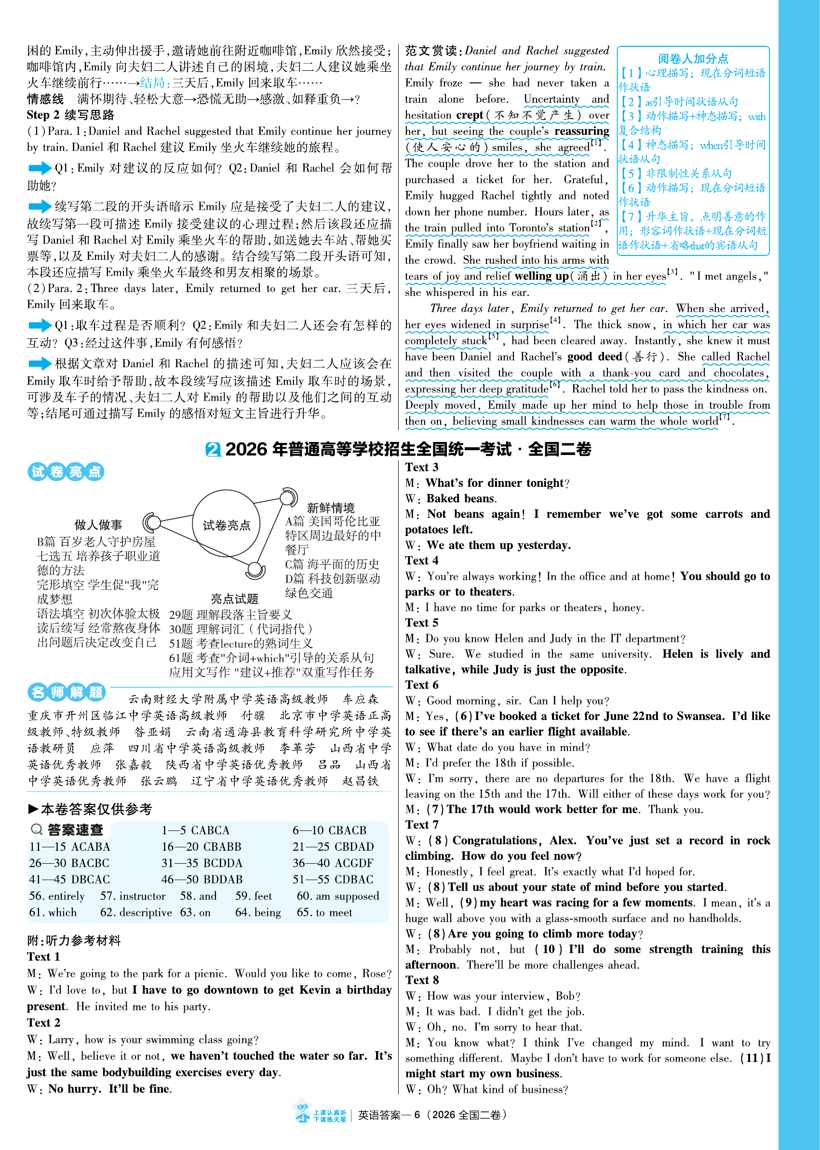 困的 Emily,主动伸出援手,邀请她前往附近咖啡馆,Emily 欣然接受;
咖啡馆内,Emily 向夫妇二人讲述自己的困境,夫妇二人建议她乘坐
火车继续前行……→结局:三天后,Emily 回来取车……
情感线 满怀期待、轻松大意→恐慌无助→感激、如释重负→?
Step 2 续写思路
(1)Para. 1:Daniel and Rachel suggested that Emily continue her journey
by train. Daniel 和 Rachel 建议 Emily 坐火车继续她的旅程。
Q1:Emily 对建议的反应如何? Q2:Daniel 和 Rachel 会如何帮
助她?
续写第二段的开头语暗示 Emily 应是接受了夫妇二人的建议,
故续写第一段可描述 Emily 接受建议的心理过程;然后该段还应描
写 Daniel 和 Rachel 对 Emily 乘坐火车的帮助,如送她去车站、帮她买
票等,以及 Emily 对夫妇二人的感谢。结合续写第二段开头语可知,
本段还应描写 Emily 乘坐火车最终和男友相聚的场景。
(2)Para. 2:Three days later, Emily returned to get her car. 三天后,
Emily 回来取车。
Q1:取车过程是否顺利? Q2:Emily 和夫妇二人还会有怎样的
互动? Q3:经过这件事,Emily 有何感悟?
根据文章对 Daniel 和 Rachel 的描述可知,夫妇二人应该会在
Emily 取车时给予帮助,故本段续写应该描述 Emily 取车时的场景,
可涉及车子的情况、夫妇二人对 Emily 的帮助以及他们之间的互动
等;结尾可通过描写 Emily 的感悟对短文主旨进行升华。
范文赏读:Daniel and Rachel suggested
that Emily continue her journey by train.
Emily froze — she had never taken a
train alone before. Uncertainty and
hesitation crept(不知不觉产生) over
her, but seeing the couple's reassuring
(使人安心的) smiles, she agreed【1】.
The couple drove her to the station and
purchased a ticket for her. Grateful,
Emily hugged Rachel tightly and noted
down her phone number. Hours later, as
the train pulled into Toronto's station【2】,
Emily finally saw her boyfriend waiting in
the crowd. She rushed into his arms with
tears of joy and relief welling up(涌出) in her eyes【3】. "I met angels,"
she whispered in his ear.
Three days later, Emily returned to get her car. When she arrived,
her eyes widened in surprise【4】. The thick snow, in which her car was
completely stuck【5】, had been cleared away. Instantly, she knew it must
have been Daniel and Rachel's good deed(善行). She called Rachel
and then visited the couple with a thank-you card and chocolates,
expressing her deep gratitude【6】. Rachel told her to pass the kindness on.
Deeply moved, Emily made up her mind to help those in trouble from
then on, believing small kindnesses can warm the whole world【7】.
阅卷人加分点
【1】心理描写;现在分词短语
作状语
【2】as引导时间状语从句
【3】动作描写+神态描写;with
复合结构
【4】神态描写;when引导时间
状语从句
【5】非限制性关系从句
【6】动作描写;现在分词短语
作状语
【7】升华主旨,点明善意的作
用;形容词作状语+现在分词短
语作状语+省略that的宾语从句
2 2026 年普通高等学校招生全国统一考试·全国二卷
试卷亮点
做人做事
B篇 百岁老人守护房屋
七选五 培养孩子职业道
德的方法
完形填空 学生促"我"完
成梦想
语法填空 初次体验太极
读后续写 经常熬夜身体
出问题后决定改变自己
试卷亮点
新鲜情境
A篇 美国哥伦比亚
特区周边最好的中
餐厅
C篇 海平面的历史
D篇 科技创新驱动
绿色交通
亮点试题
29题 理解段落主旨要义
30题 理解词汇(代词指代)
51题 考查lecture的熟词生义
61题 考查"介词+which"引导的关系从句
应用文写作 "建议+推荐"双重写作任务
名师解题
云南财经大学附属中学英语高级教师 车应森
重庆市开州区临江中学英语高级教师 付骥 北京市中学英语正高
级教师、特级教师 昝亚娟 云南省通海县教育科学研究所中学英
语教研员 应萍 四川省中学英语高级教师 李革芳 山西省中学
英语优秀教师 张嘉毅 陕西省中学英语优秀教师 吕品 山西省
中学英语优秀教师 张云鹏 辽宁省中学英语优秀教师 赵昌铁
▶本卷答案仅供参考
答案速查 1—5 CABCA 6—10 CBACB
11—15 ACABA 16—20 CBABB 21—25 CBDAD
26—30 BACBC 31—35 BCDDA 36—40 ACGDF
41—45 DBCAC 46—50 BDDAB 51—55 CDBAC
56. entirely 57. instructor 58. and 59. feet 60. am supposed
61. which 62. descriptive 63. on 64. being 65. to meet
附:听力参考材料
Text 1
M: We're going to the park for a picnic. Would you like to come, Rose?
W: I'd love to, but I have to go downtown to get Kevin a birthday
present. He invited me to his party.
Text 2
W: Larry, how is your swimming class going?
M: Well, believe it or not, we haven't touched the water so far. It's
just the same bodybuilding exercises every day.
W: No hurry. It'll be fine.
Text 3
M: What's for dinner tonight?
W: Baked beans.
M: Not beans again! I remember we've got some carrots and
potatoes left.
W: We ate them up yesterday.
Text 4
W: You're always working! In the office and at home! You should go to
parks or to theaters.
M: I have no time for parks or theaters, honey.
Text 5
M: Do you know Helen and Judy in the IT department?
W: Sure. We studied in the same university. Helen is lively and
talkative, while Judy is just the opposite.
Text 6
W: Good morning, sir. Can I help you?
M: Yes, (6)I've booked a ticket for June 22nd to Swansea. I'd like
to see if there's an earlier flight available.
W: What date do you have in mind?
M: I'd prefer the 18th if possible.
W: I'm sorry, there are no departures for the 18th. We have a flight
leaving on the 15th and the 17th. Will either of these days work for you?
M: (7)The 17th would work better for me. Thank you.
Text 7
W: (8)Congratulations, Alex. You've just set a record in rock
climbing. How do you feel now?
M: Honestly, I feel great. It's exactly what I'd hoped for.
W: (8)Tell us about your state of mind before you started.
M: Well, (9)my heart was racing for a few moments. I mean, it's a
huge wall above you with a glass-smooth surface and no handholds.
W: (8)Are you going to climb more today?
M: Probably not, but (10)I'll do some strength training this
afternoon. There'll be more challenges ahead.
Text 8
W: How was your interview, Bob?
M: It was bad. I didn't get the job.
W: Oh, no. I'm sorry to hear that.
M: You know what? I think I've changed my mind. I want to try
something different. Maybe I don't have to work for someone else. (11)I
might start my own business.
W: Oh? What kind of business?
上课认真听
下课练天星
英语答案— 6(2026 全国二卷)